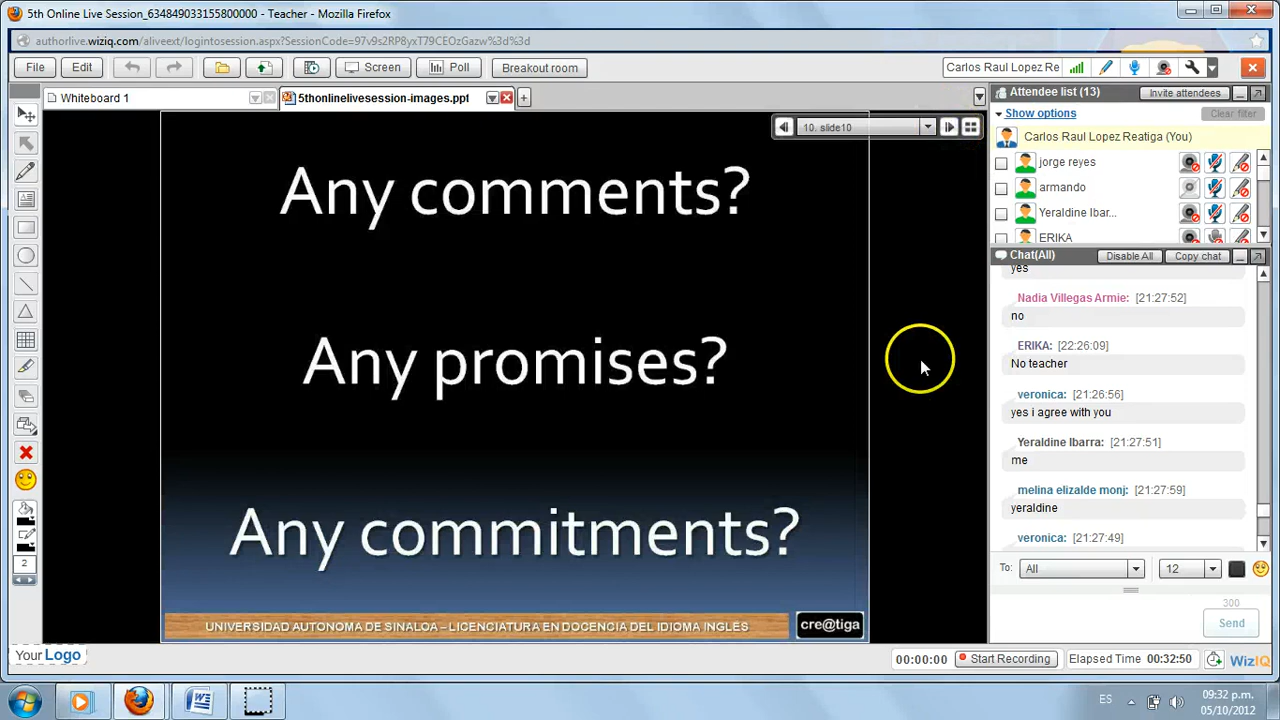 5th Online Live Session_634849033155800000 - Teacher - Mozilla Firefox
authorlive.wiziq.com/aliveext/logintosession.aspx?SessionCode=97v9s2RP8yxT79CEOzGazw%3d%3d
File Edit Screen Poll Breakout room Carlos Raul Lopez Re
Whiteboard 1 5thonlinelivesession-images.ppt
10. slide10
Any comments?
Any promises?
Any commitments?
UNIVERSIDAD AUTONOMA DE SINALOA – LICENCIATURA EN DOCENCIA DEL IDIOMA INGLES
cre@tiga
Attendee list (13) Invite attendees
Show options Clear filter
Carlos Raul Lopez Reatiga (You)
jorge reyes
armando
Yeraldine Ibar...
ERIKA
Chat(All) Disable All Copy chat
yes
Nadia Villegas Armie: [21:27:52]
no
ERIKA: [22:26:09]
No teacher
veronica: [21:26:56]
yes i agree with you
Yeraldine Ibarra: [21:27:51]
me
melina elizalde monj: [21:27:59]
yeraldine
veronica: [21:27:49]
To: All 12
300
Send
Your Logo
2
00:00:00 Start Recording Elapsed Time 00:32:50 WizIQ
ES 09:32 p.m.
05/10/2012